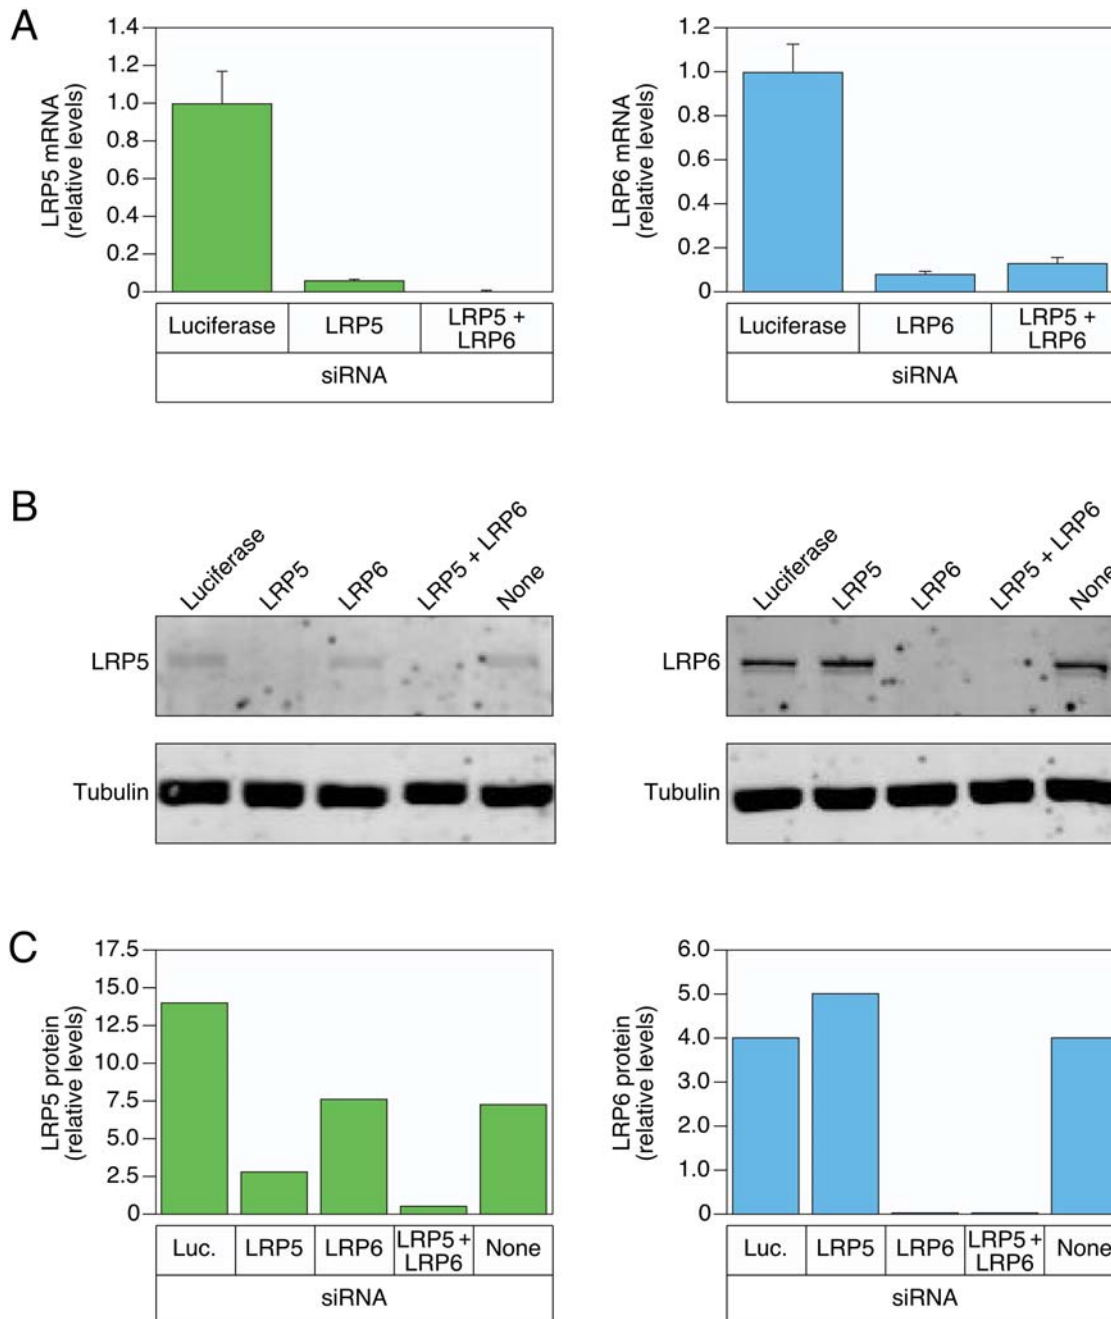 A
LRP5 mRNA
(relative levels)
1.4
1.2
1.0
0.8
0.6
0.4
0.2
0
Luciferase
LRP5
LRP5 +
LRP6
siRNA
LRP6 mRNA
(relative levels)
1.2
1.0
0.8
0.6
0.4
0.2
0
Luciferase
LRP6
LRP5 +
LRP6
siRNA
B
Luciferase
LRP5
LRP6
LRP5 + LRP6
None
LRP5
Tubulin
Luciferase
LRP5
LRP6
LRP5 + LRP6
None
LRP6
Tubulin
C
LRP5 protein
(relative levels)
17.5
15.0
12.5
10.0
7.5
5.0
2.5
0
Luc.
LRP5
LRP6
LRP5 +
LRP6
None
siRNA
LRP6 protein
(relative levels)
6.0
5.0
4.0
3.0
2.0
1.0
0
Luc.
LRP5
LRP6
LRP5 +
LRP6
None
siRNA